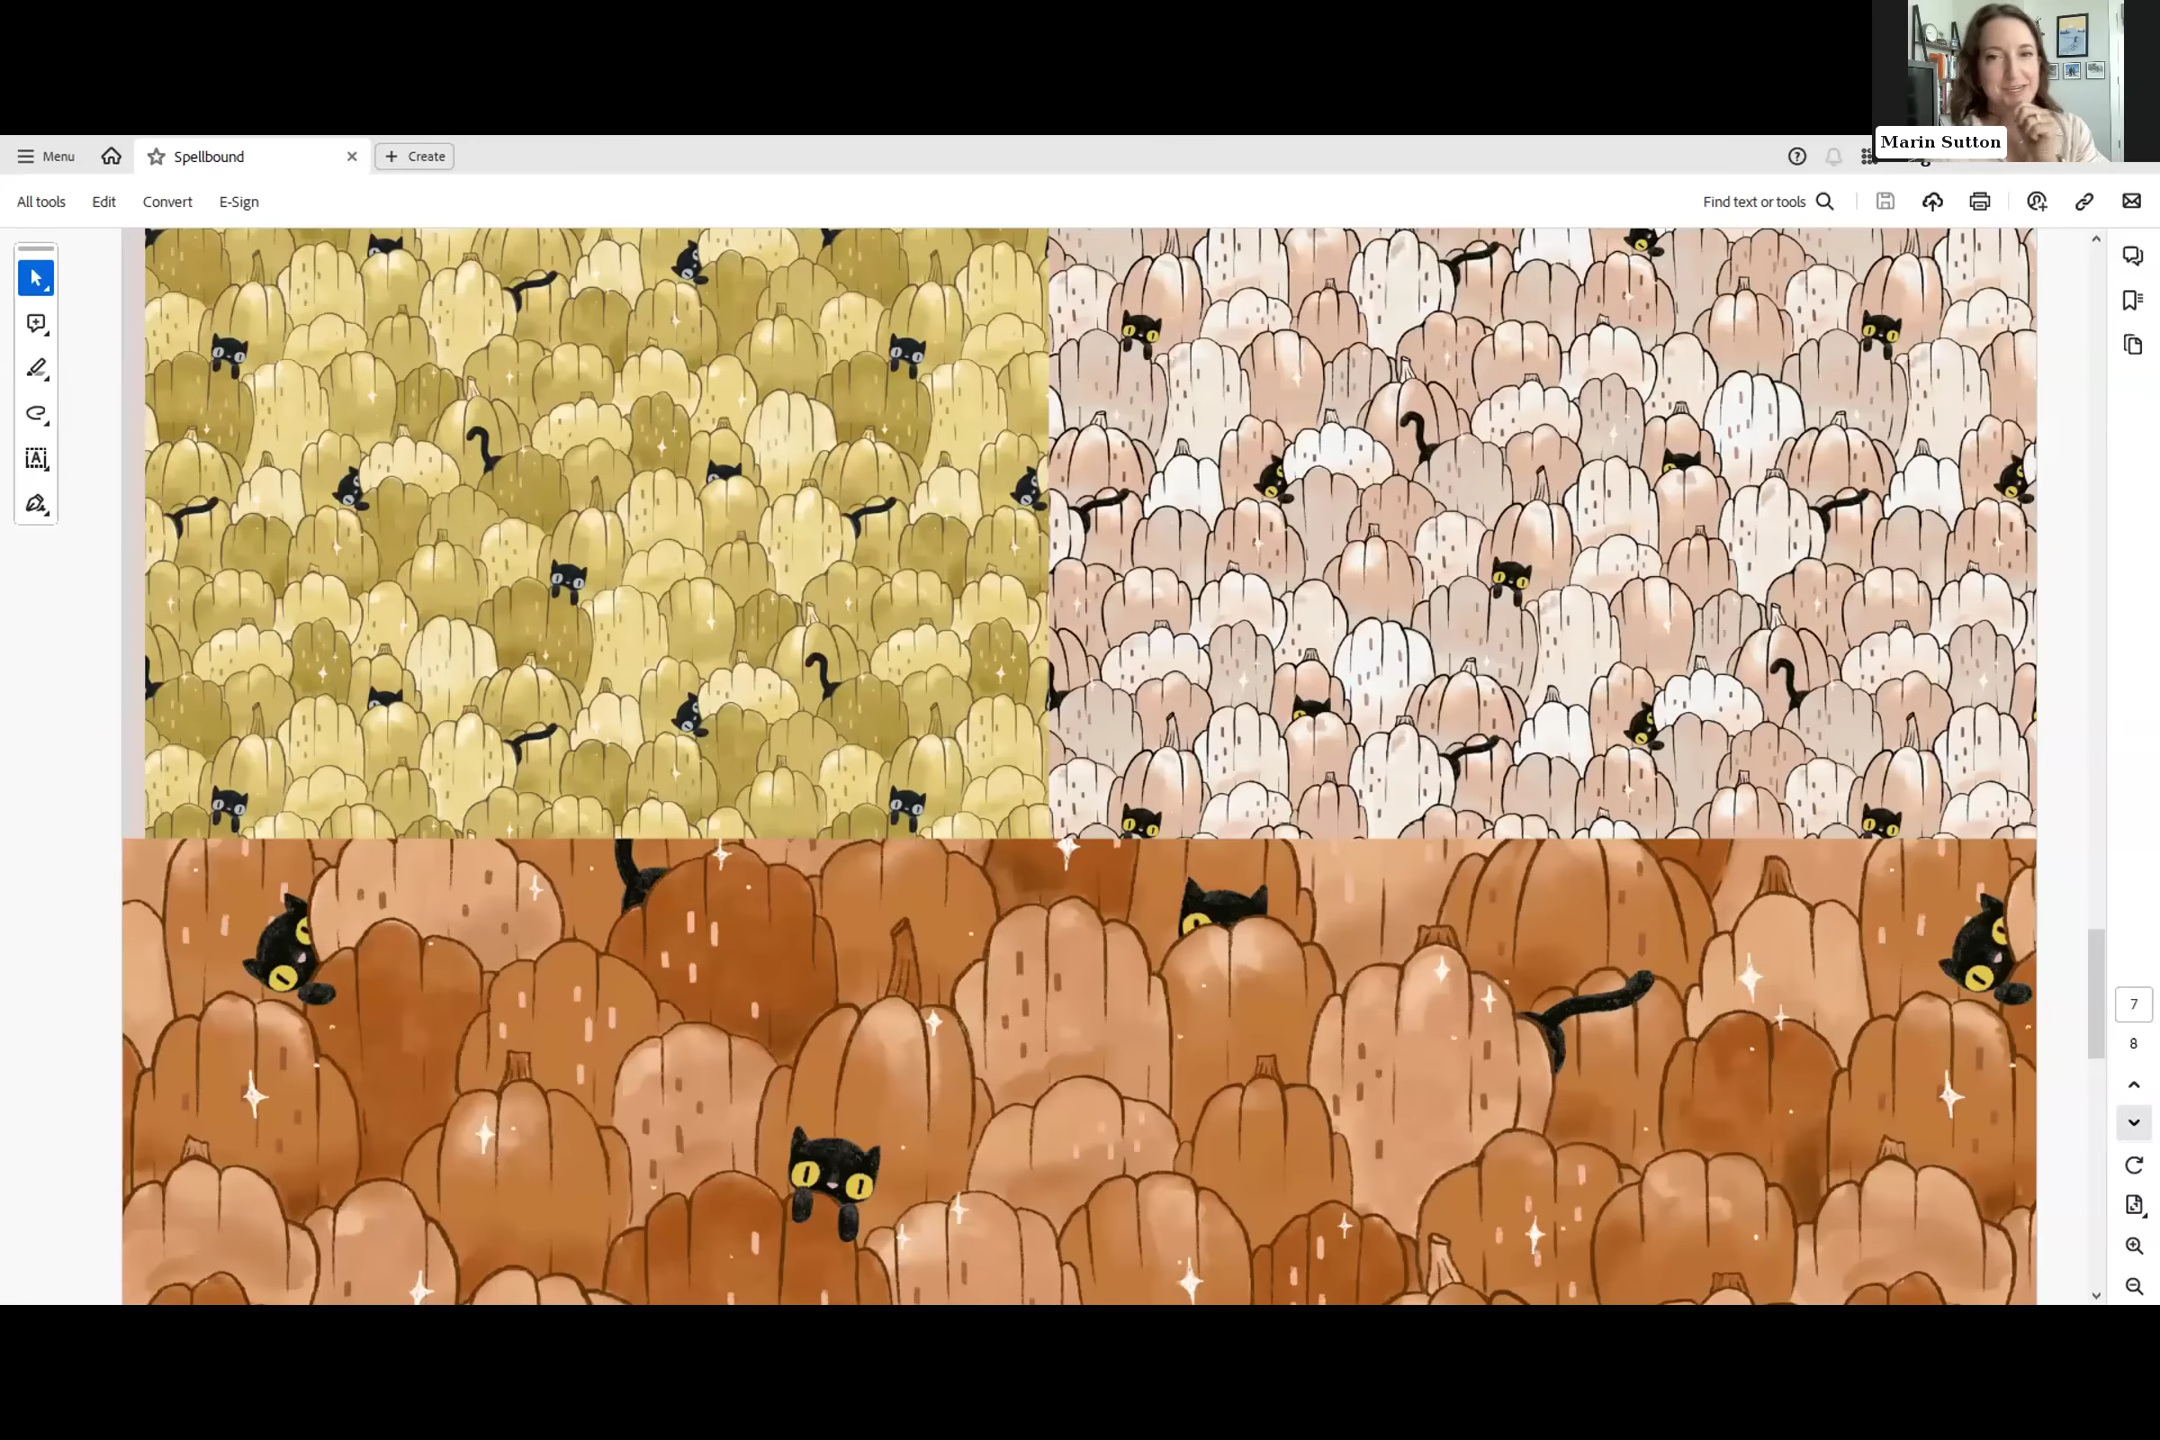 Marin Sutton
Menu
Spellbound
Create
All tools
Edit
Convert
E-Sign
Find text or tools
7
8